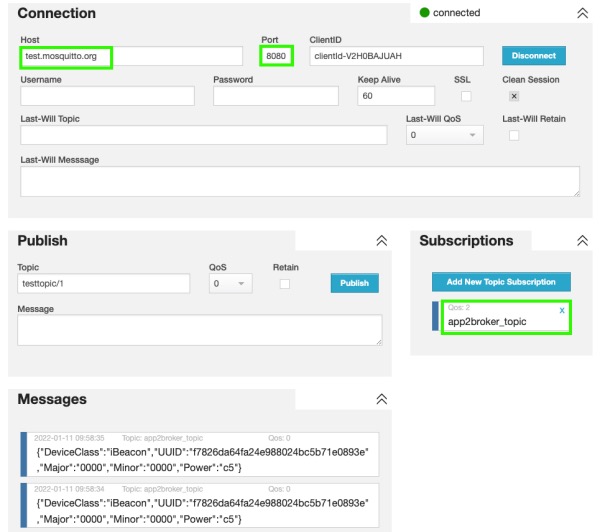 Connection
connected
Host Port ClientID
test.mosquitto.org 8080 clientId-V2H0BAJUAH Disconnect
Username Password Keep Alive SSL Clean Session
60 x
Last-Will Topic Last-Will QoS Last-Will Retain
0
Last-Will Messsage
Publish
Topic QoS Retain
testtopic/1 0 Publish
Message
Subscriptions
Add New Topic Subscription
Qos: 2 x
app2broker_topic
Messages
2022-01-11 09:58:35 Topic: app2broker_topic Qos: 0
{"DeviceClass":"iBeacon","UUID":"f7826da64fa24e988024bc5b71e0893e"
,"Major":"0000","Minor":"0000","Power":"c5"}
2022-01-11 09:58:34 Topic: app2broker_topic Qos: 0
{"DeviceClass":"iBeacon","UUID":"f7826da64fa24e988024bc5b71e0893e"
,"Major":"0000","Minor":"0000","Power":"c5"}